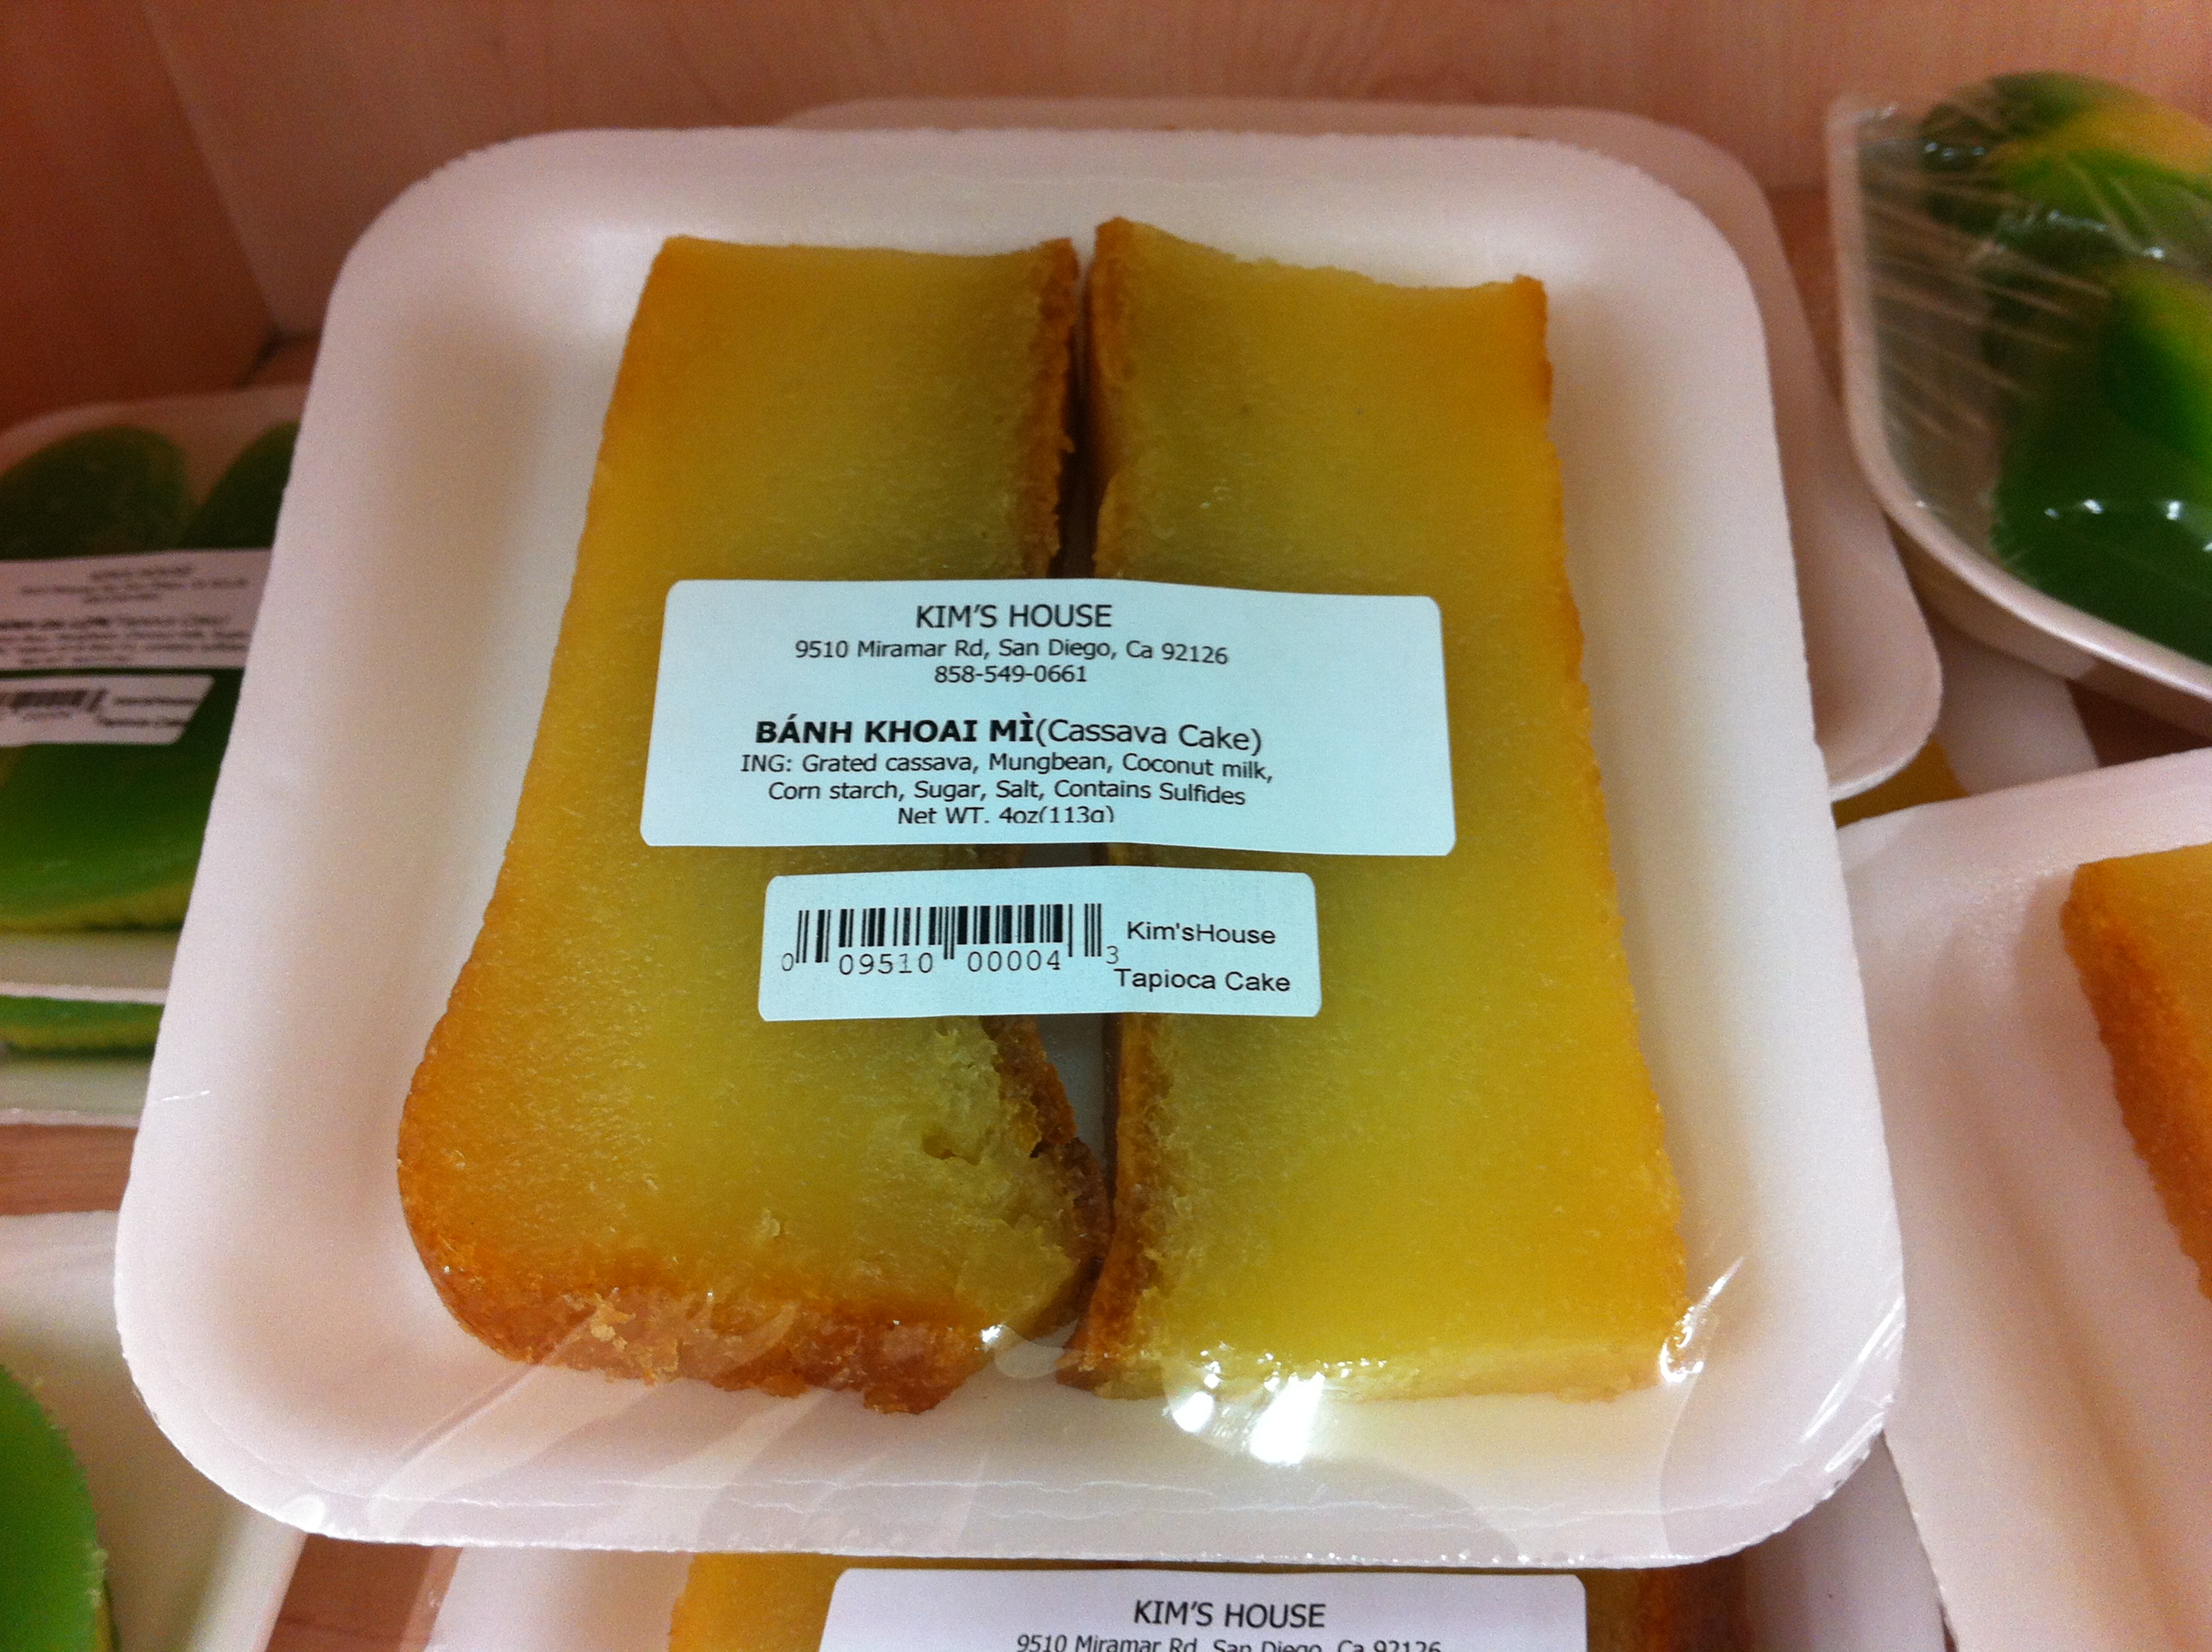 KIM'S HOUSE
9510 Miramar Rd, San Diego, Ca 92126
858-549-0661
BÁNH KHOAI MÌ(Cassava Cake)
ING: Grated cassava, Mungbean, Coconut milk,
Corn starch, Sugar, Salt, Contains Sulfides
Net WT. 4oz(113g)
Kim'sHouse
0 09510 00004 3
Tapioca Cake
KIM'S HOUSE
9510 Miramar Rd, San Diego, Ca 92126